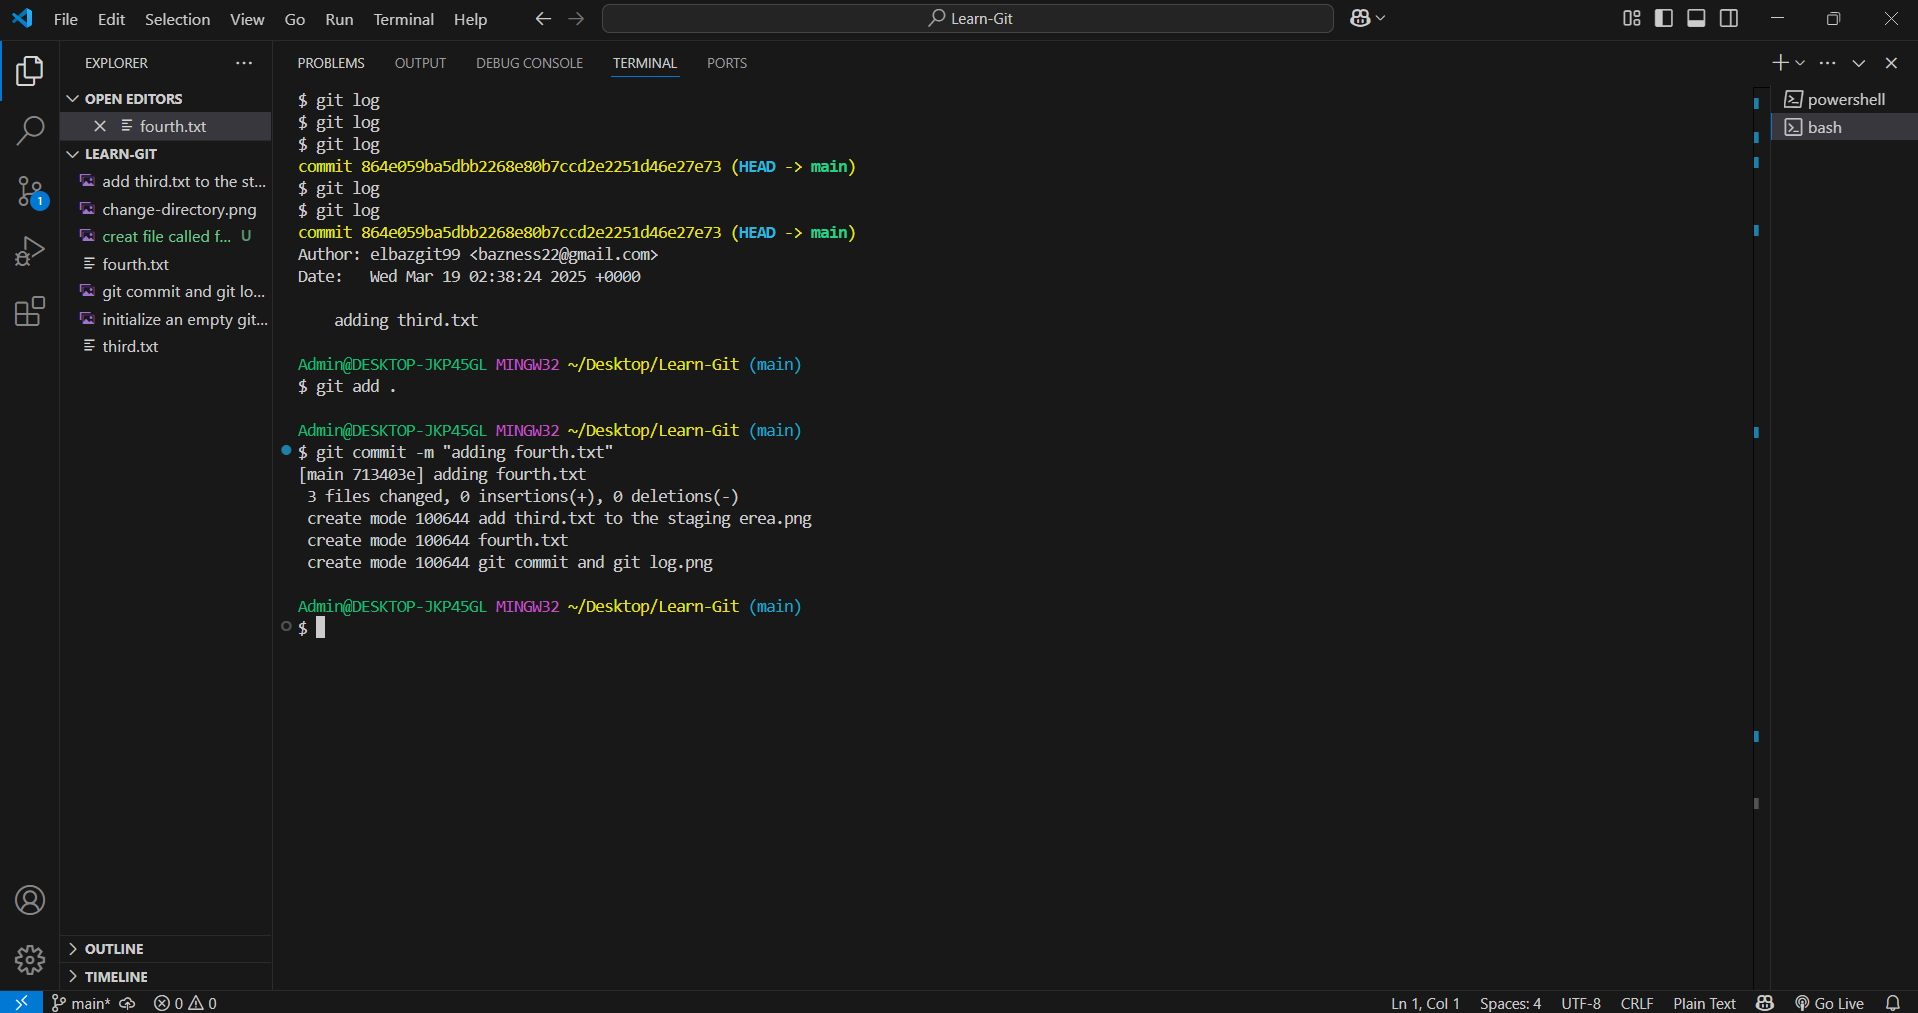 File Edit Selection View Go Run Terminal Help
Learn-Git
EXPLORER
OPEN EDITORS
fourth.txt
LEARN-GIT
add third.txt to the st...
change-directory.png
creat file called f... U
fourth.txt
git commit and git lo...
initialize an empty git...
third.txt
1
OUTLINE
TIMELINE
PROBLEMS OUTPUT DEBUG CONSOLE TERMINAL PORTS
$ git log
$ git log
$ git log
commit 864e059ba5dbb2268e80b7ccd2e2251d46e27e73 (HEAD -> main)
$ git log
$ git log
commit 864e059ba5dbb2268e80b7ccd2e2251d46e27e73 (HEAD -> main)
Author: elbazgit99 <bazness22@gmail.com>
Date:   Wed Mar 19 02:38:24 2025 +0000
adding third.txt
Admin@DESKTOP-JKP45GL MINGW32 ~/Desktop/Learn-Git (main)
$ git add .
Admin@DESKTOP-JKP45GL MINGW32 ~/Desktop/Learn-Git (main)
$ git commit -m "adding fourth.txt"
[main 713403e] adding fourth.txt
3 files changed, 0 insertions(+), 0 deletions(-)
create mode 100644 add third.txt to the staging erea.png
create mode 100644 fourth.txt
create mode 100644 git commit and git log.png
Admin@DESKTOP-JKP45GL MINGW32 ~/Desktop/Learn-Git (main)
$
powershell
bash
main* 0 0
Ln 1, Col 1 Spaces: 4 UTF-8 CRLF Plain Text Go Live